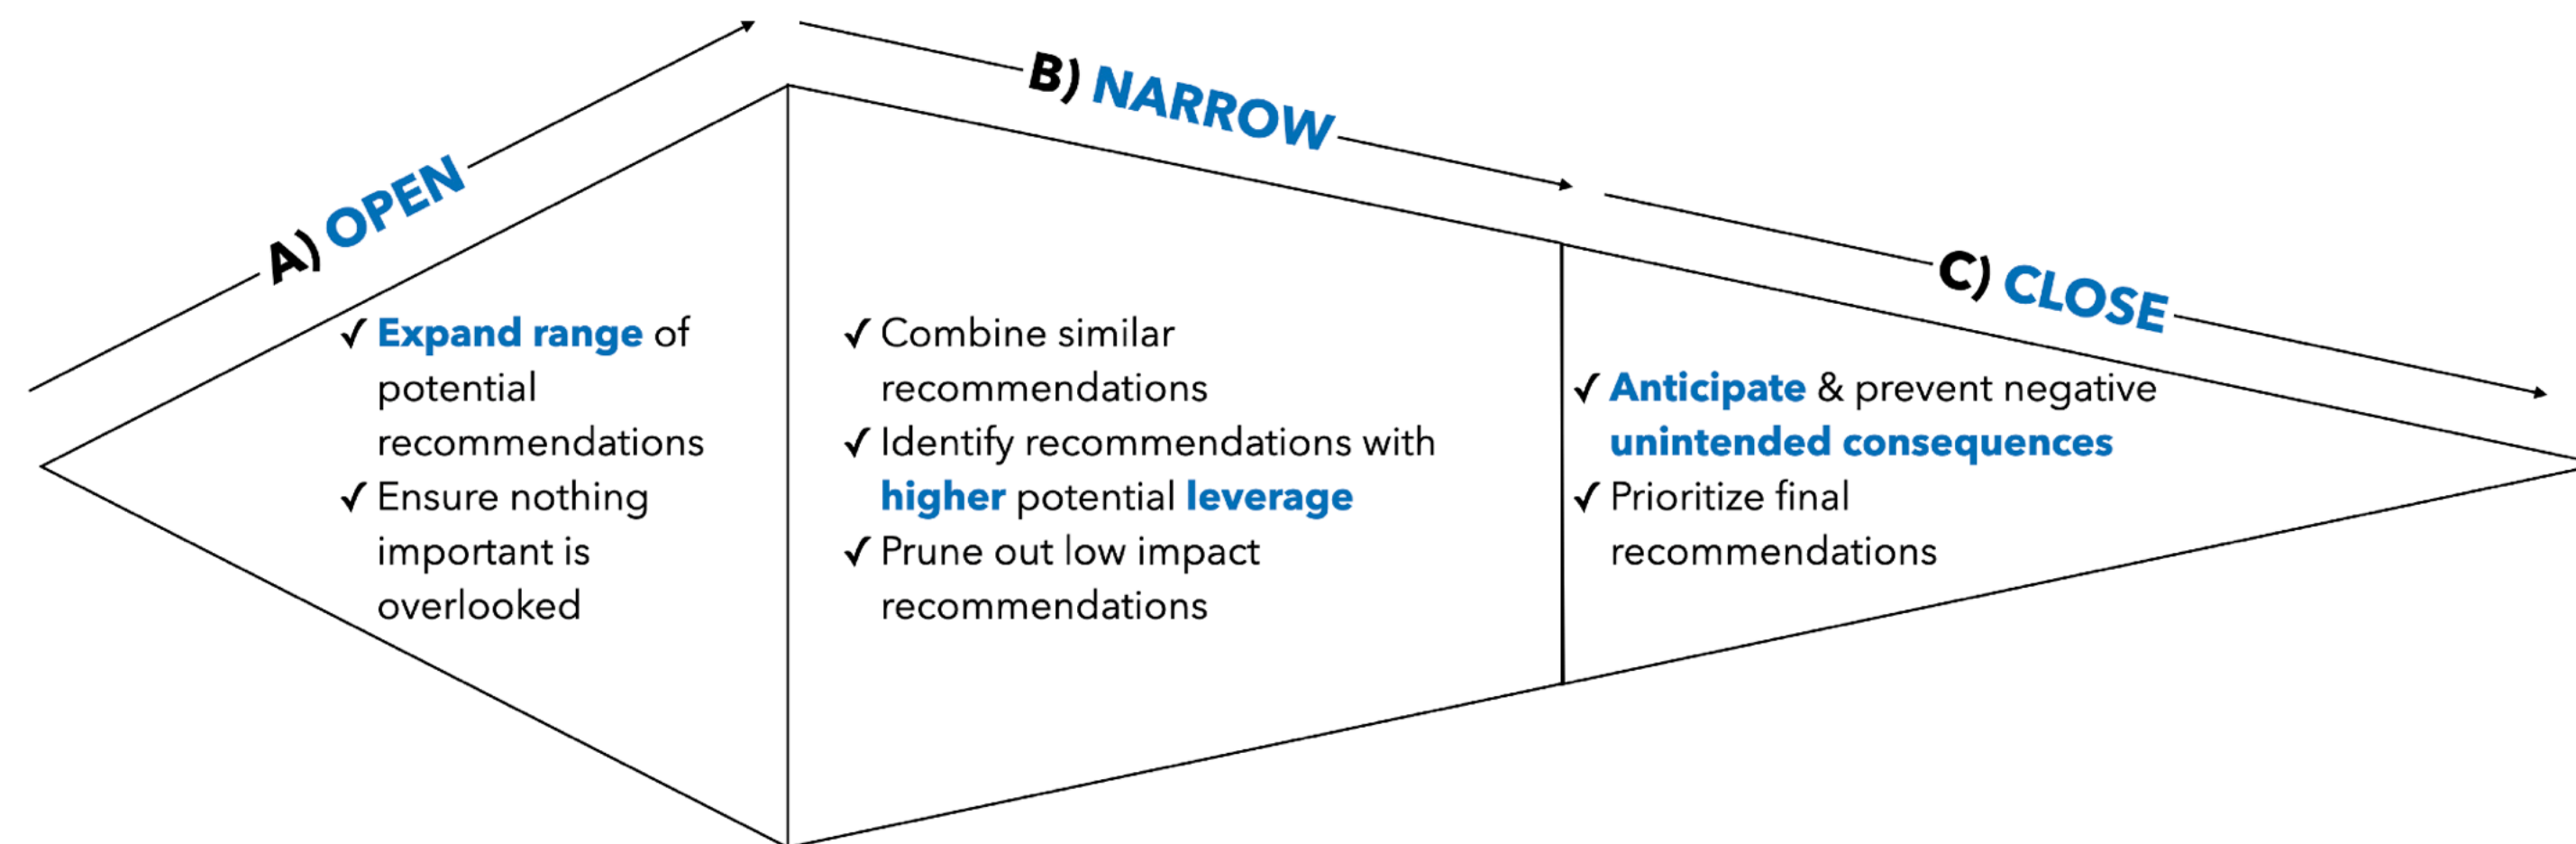 A) OPEN
B) NARROW
C) CLOSE
✓ Expand range of
potential
recommendations
✓ Ensure nothing
important is
overlooked
✓ Combine similar
recommendations
✓ Identify recommendations with
higher potential leverage
✓ Prune out low impact
recommendations
✓ Anticipate & prevent negative
unintended consequences
✓ Prioritize final
recommendations